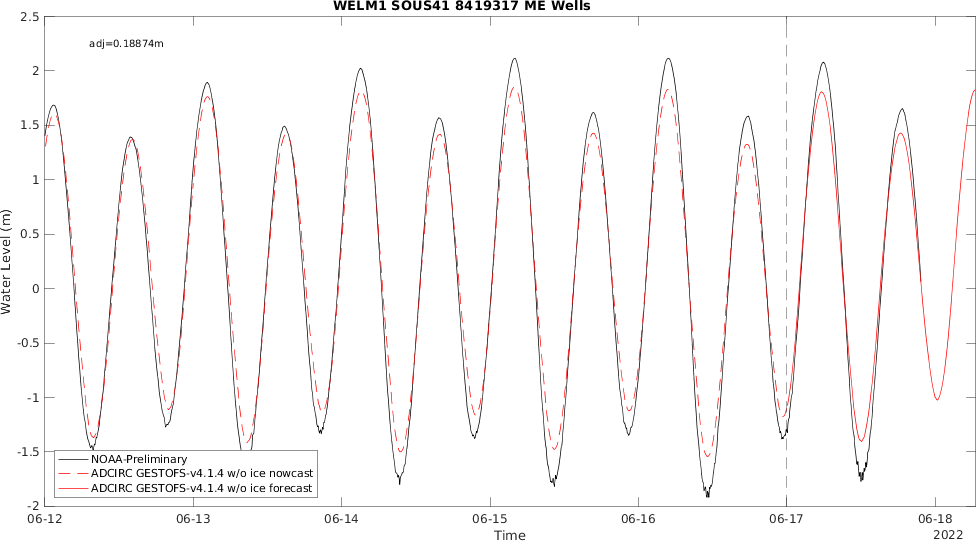 WELM1 SOUS41 8419317 ME Wells
adj=0.18874m
2.5
2
1.5
1
0.5
0
-0.5
-1
-1.5
-2
Water Level (m)
NOAA-Preliminary
ADCIRC GESTOFS-v4.1.4 w/o ice nowcast
ADCIRC GESTOFS-v4.1.4 w/o ice forecast
06-12 06-13 06-14 06-15 06-16 06-17 06-18
Time
2022